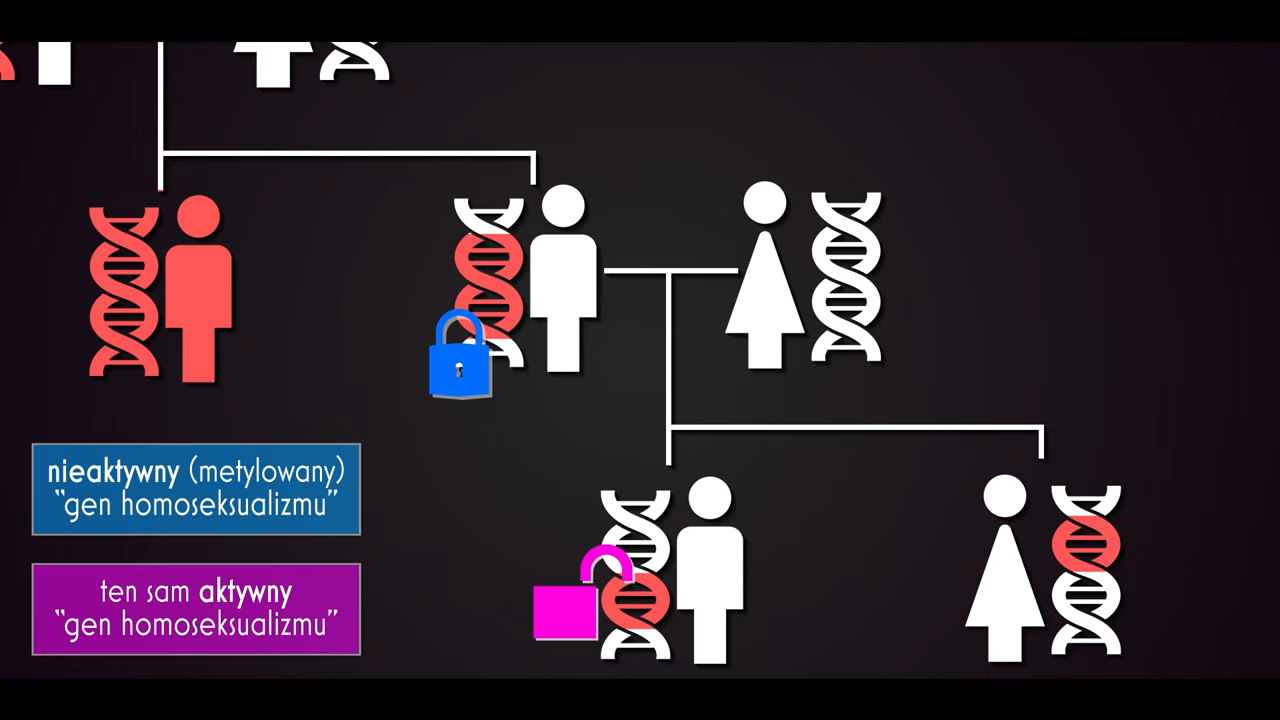 nieaktywny (metylowany)
"gen homoseksualizmu"
ten sam aktywny
"gen homoseksualizmu"